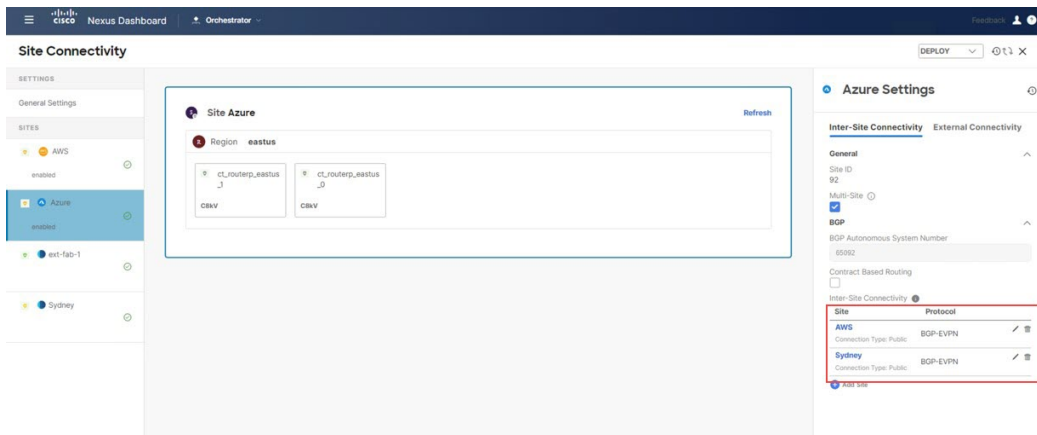 CISCO Nexus Dashboard Orchestrator Feedback
Site Connectivity
DEPLOY
SETTINGS
General Settings
SITES
AWS
enabled
Azure
enabled
ext-fab-1
Sydney
Site Azure Refresh
Region eastus
ct_routerp_eastus
_1
C8kV
ct_routerp_eastus
_0
C8kV
Azure Settings
Inter-Site Connectivity External Connectivity
General
Site ID
92
Multi-Site
BGP
BGP Autonomous System Number
65092
Contract Based Routing
Inter-Site Connectivity
Site Protocol
AWS BGP-EVPN
Connection Type: Public
Sydney BGP-EVPN
Connection Type: Public
Add Site